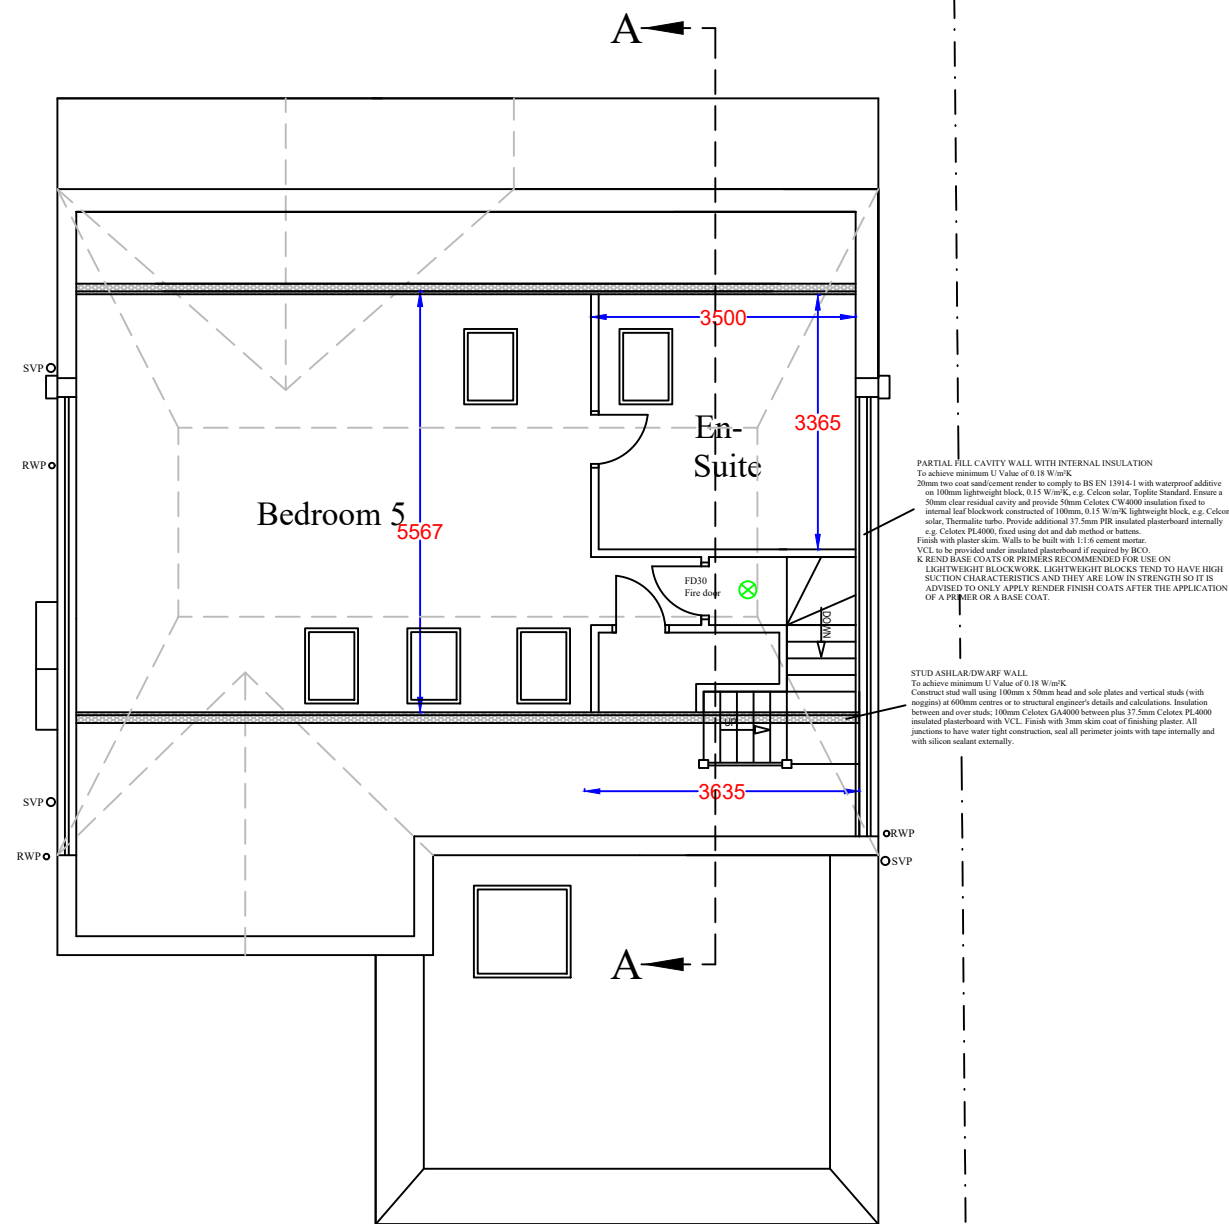 A
3500
SVP
3365
En-
Suite
RWP
PARTIAL FILL CAVITY WALL WITH INTERNAL INSULATION
To achieve minimum U Value of 0.18 W/m²K
20mm two coat sand/cement render to comply to BS EN 13914-1 with waterproof additive
on 100mm lightweight block, 0.15 W/m²K, e.g. Celcon solar, Toplite Standard. Ensure a
50mm clear residual cavity and provide 50mm Celotex CW4000 insulation fixed to
internal leaf blockwork constructed of 100mm, 0.15 W/m²K lightweight block, e.g. Celcon
solar, Thermalite turbo. Provide additional 37.5mm PIR insulated plasterboard internally
e.g. Celotex PL4000, fixed using dot and dab method or battens.
Finish with plaster skim. Walls to be built with 1:1:6 cement mortar.
VCL to be provided under insulated plasterboard if required by BCO.
K REND BASE COATS OR PRIMERS RECOMMENDED FOR USE ON
LIGHTWEIGHT BLOCKWORK. LIGHTWEIGHT BLOCKS TEND TO HAVE HIGH
SUCTION CHARACTERISTICS AND THEY ARE LOW IN STRENGTH SO IT IS
ADVISED TO ONLY APPLY RENDER FINISH COATS AFTER THE APPLICATION
OF A PRIMER OR A BASE COAT.
Bedroom 5
5567
FD30
Fire door
DOWN
STUD ASHLAR/DWARF WALL
To achieve minimum U Value of 0.18 W/m²K
Construct stud wall using 100mm x 50mm head and sole plates and vertical studs (with
noggins) at 600mm centres or to structural engineer's details and calculations. Insulation
between and over studs; 100mm Celotex GA4000 between plus 37.5mm Celotex PL4000
insulated plasterboard with VCL. Finish with 3mm skim coat of finishing plaster. All
junctions to have water tight construction, seal all perimeter joints with tape internally and
with silicon sealant externally.
UP
3635
SVP
RWP
RWP
SVP
A